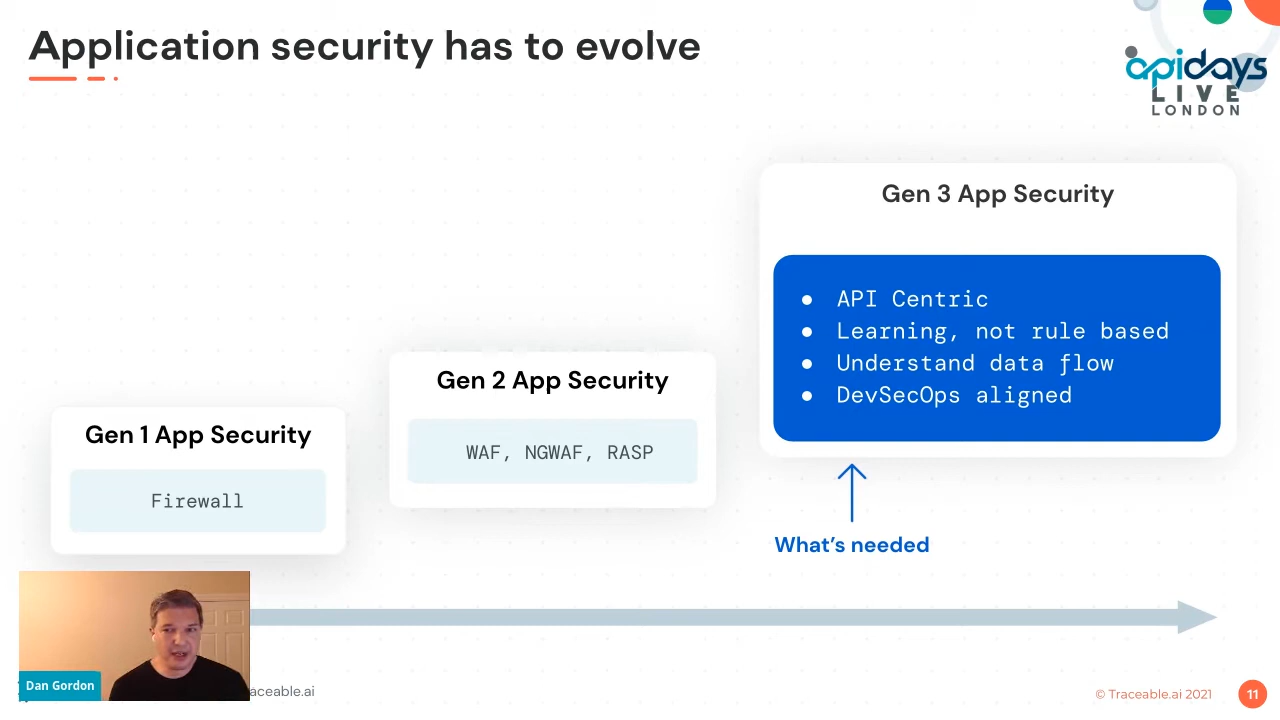 Application security has to evolve
apidays
LIVE
LONDON
Gen 3 App Security
● API Centric
● Learning, not rule based
● Understand data flow
● DevSecOps aligned
Gen 2 App Security
WAF, NGWAF, RASP
Gen 1 App Security
Firewall
What’s needed
Dan Gordon
aceable.ai
© Traceable.ai 2021
11